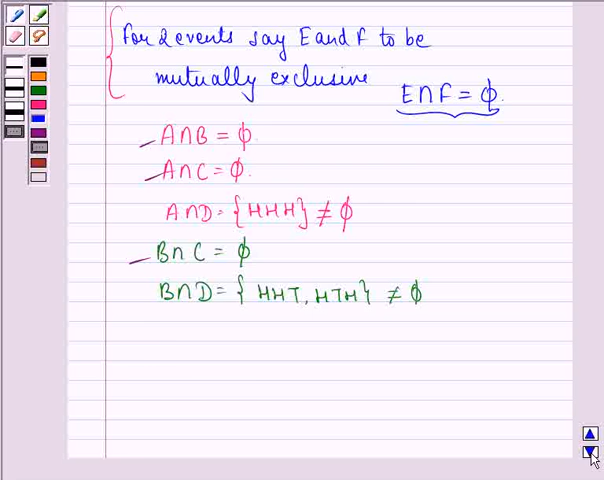 For 2 events say E and F to be
mutually exclusive
E∩F = ϕ.
A∩B = ϕ.
A∩C = ϕ.
A∩D = {HHH} ≠ ϕ
B∩C = ϕ
B∩D = {HHT, HTH} ≠ ϕ